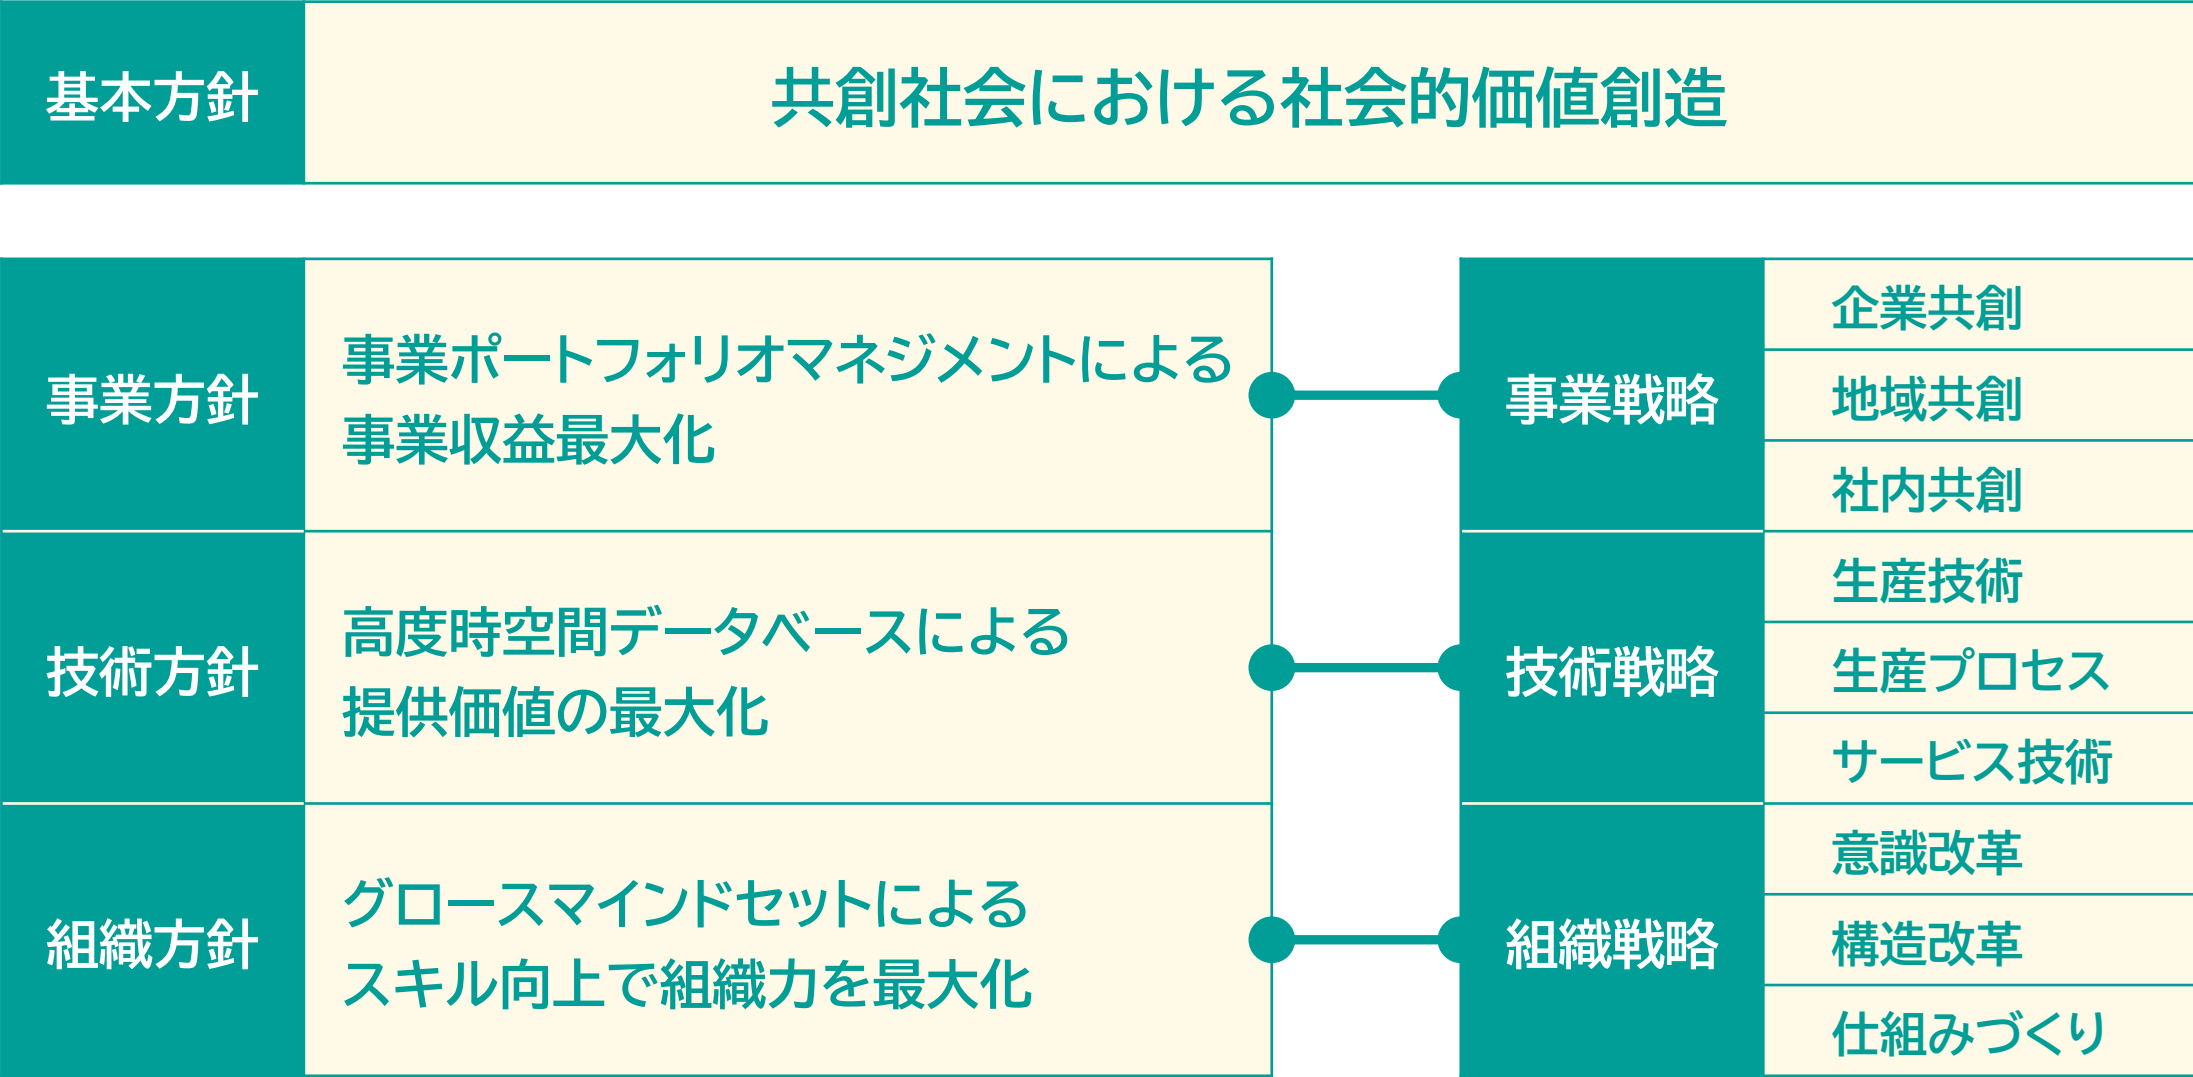 基本方針
共創社会における社会的価値創造
事業方針
事業ポートフォリオマネジメントによる
事業収益最大化
事業戦略
企業共創
地域共創
社内共創
技術方針
高度時空間データベースによる
提供価値の最大化
技術戦略
生産技術
生産プロセス
サービス技術
組織方針
グロースマインドセットによる
スキル向上で組織力を最大化
組織戦略
意識改革
構造改革
仕組みづくり